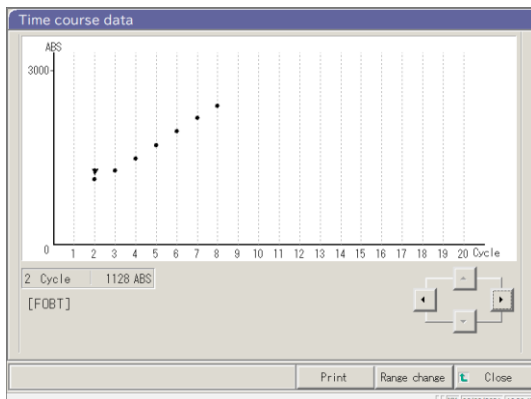 Time course data
ABS
3000
0 1 2 3 4 5 6 7 8 9 10 11 12 13 14 15 16 17 18 19 20 Cycle
2 Cycle 1128 ABS
[FOBT]
Print Range change Close